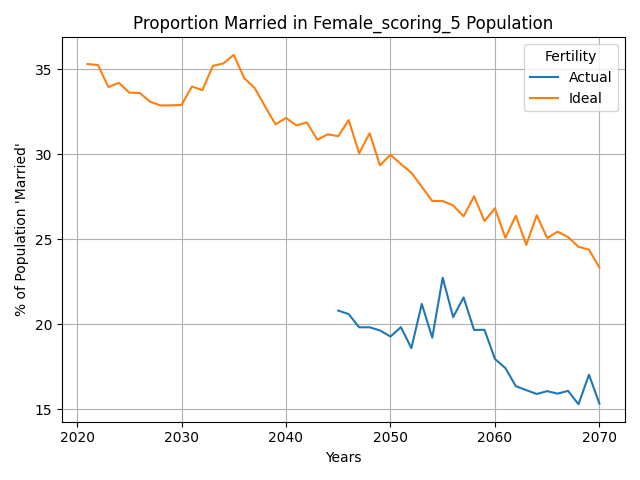 Proportion Married in Female_scoring_5 Population
Fertility
Actual
Ideal
% of Population 'Married'
35
30
25
20
15
2020
2030
2040
2050
2060
2070
Years